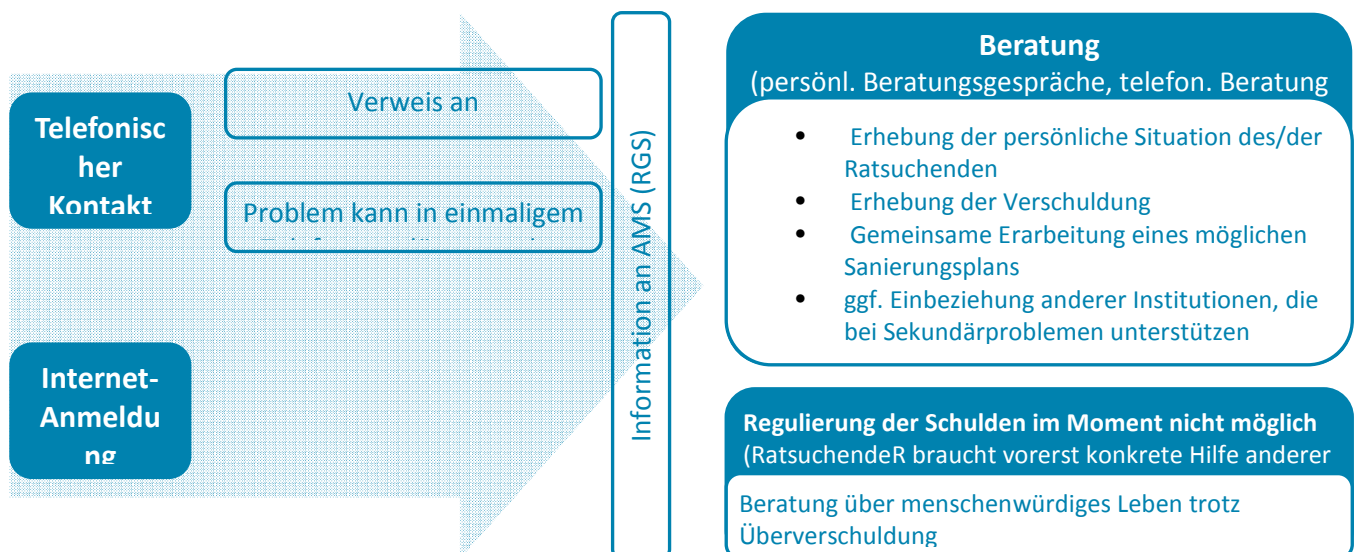 Telefonisc
her
Kontakt
Internet-
Anmeldu
ng
Verweis an
Problem kann in einmaligem
Information an AMS (RGS)
Beratung
(persönl. Beratungsgespräche, telefon. Beratung
• Erhebung der persönliche Situation des/der
Ratsuchenden
• Erhebung der Verschuldung
• Gemeinsame Erarbeitung eines möglichen
Sanierungsplans
• ggf. Einbeziehung anderer Institutionen, die
bei Sekundärproblemen unterstützen
Regulierung der Schulden im Moment nicht möglich
(RatsuchendeR braucht vorerst konkrete Hilfe anderer
Beratung über menschenwürdiges Leben trotz
Überverschuldung